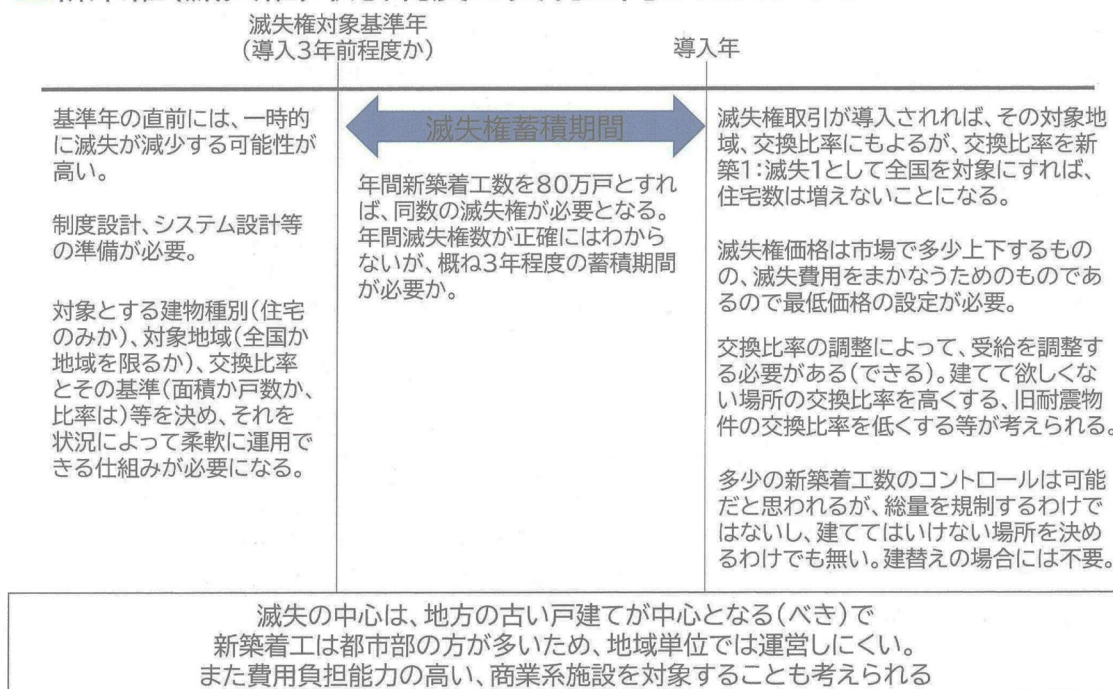 滅失権対象基準年
(導入3年前程度か)
導入年
滅失権蓄積期間
基準年の直前には、一時的
に滅失が減少する可能性が
高い。
制度設計、システム設計等
の準備が必要。
対象とする建物種別(住宅
のみか)、対象地域(全国か
地域を限るか)、交換比率
とその基準(面積か戸数か、
比率は)等を決め、それを
状況によって柔軟に運用で
きる仕組みが必要になる。
年間新築着工数を80万戸とすれ
ば、同数の滅失権が必要となる。
年間滅失権数が正確にはわから
ないが、概ね3年程度の蓄積期間
が必要か。
滅失権取引が導入されれば、その対象地
域、交換比率にもよるが、交換比率を新
築1:滅失1として全国を対象にすれば、
住宅数は増えないことになる。
滅失権価格は市場で多少上下するもの
の、滅失費用をまかなうためのものであ
るので最低価格の設定が必要。
交換比率の調整によって、受給を調整す
る必要がある(できる)。建てて欲しくな
い場所の交換比率を高くする、旧耐震物
件の交換比率を低くする等が考えられる。
多少の新築着工数のコントロールは可能
だと思われるが、総量を規制するわけで
はないし、建ててはいけない場所を決め
るわけでも無い。建替えの場合には不要。
滅失の中心は、地方の古い戸建てが中心となる(べき)で
新築着工は都市部の方が多いため、地域単位では運営しにくい。
また費用負担能力の高い、商業系施設を対象することも考えられる